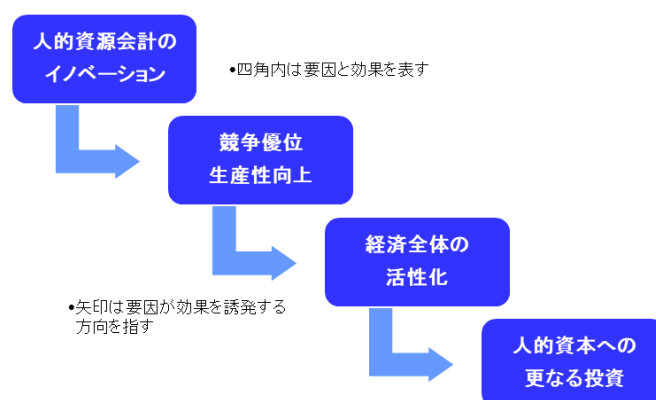 人的資源会計の
イノベーション
•四角内は要因と効果を表す
競争優位
生産性向上
経済全体の
活性化
•矢印は要因が効果を誘発する
方向を指す
人的資本への
更なる投資